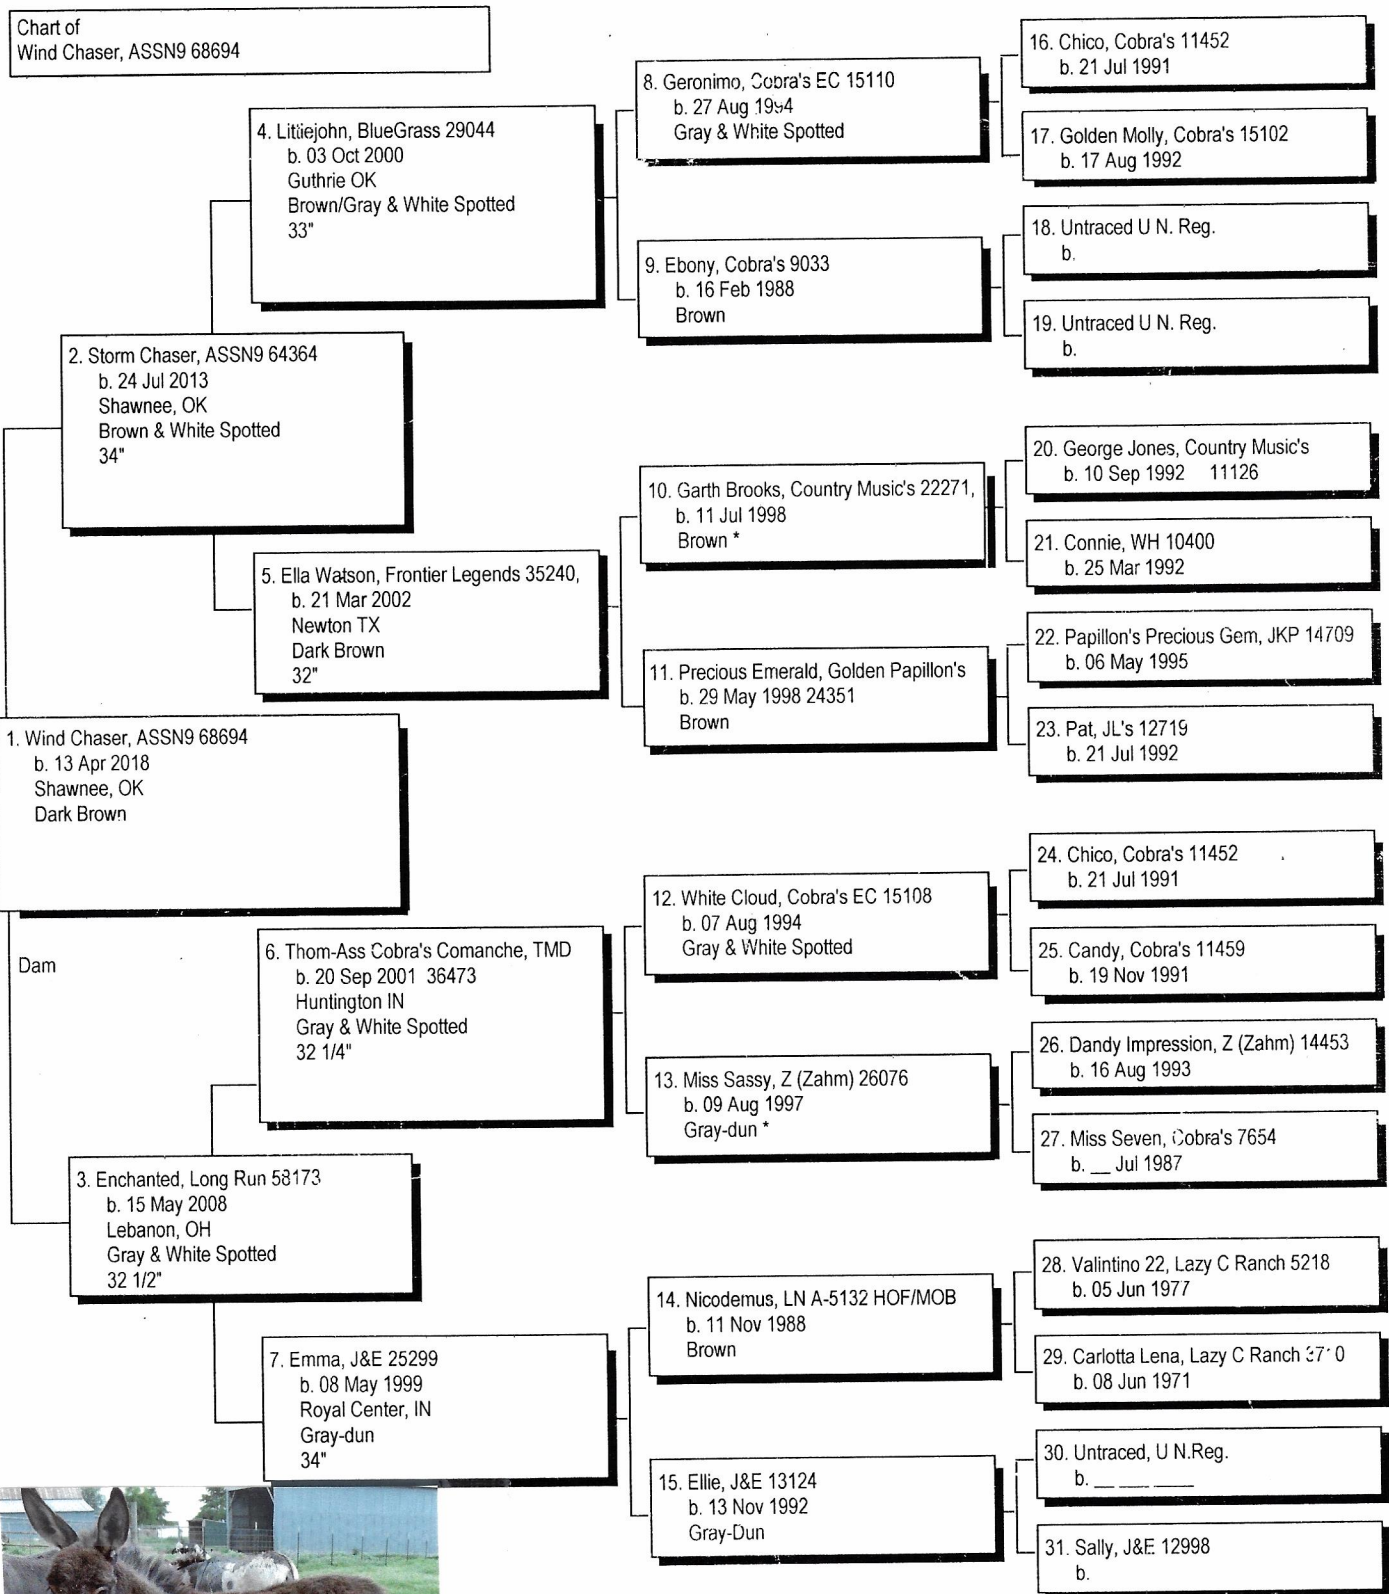 Chart of
Wind Chaser, ASSN9 68694
1. Wind Chaser, ASSN9 68694
b. 13 Apr 2018
Shawnee, OK
Dark Brown
Dam
2. Storm Chaser, ASSN9 64364
b. 24 Jul 2013
Shawnee, OK
Brown & White Spotted
34"
3. Enchanted, Long Run 58173
b. 15 May 2008
Lebanon, OH
Gray & White Spotted
32 1/2"
4. Littlejohn, BlueGrass 29044
b. 03 Oct 2000
Guthrie OK
Brown/Gray & White Spotted
33"
5. Ella Watson, Frontier Legends 35240,
b. 21 Mar 2002
Newton TX
Dark Brown
32"
6. Thom-Ass Cobra's Comanche, TMD
b. 20 Sep 2001 36473
Huntington IN
Gray & White Spotted
32 1/4"
7. Emma, J&E 25299
b. 08 May 1999
Royal Center, IN
Gray-dun
34"
8. Geronimo, Cobra's EC 15110
b. 27 Aug 1994
Gray & White Spotted
9. Ebony, Cobra's 9033
b. 16 Feb 1988
Brown
10. Garth Brooks, Country Music's 22271,
b. 11 Jul 1998
Brown *
11. Precious Emerald, Golden Papillon's
b. 29 May 1998 24351
Brown
12. White Cloud, Cobra's EC 15108
b. 07 Aug 1994
Gray & White Spotted
13. Miss Sassy, Z (Zahm) 26076
b. 09 Aug 1997
Gray-dun *
14. Nicodemus, LN A-5132 HOF/MOB
b. 11 Nov 1988
Brown
15. Ellie, J&E 13124
b. 13 Nov 1992
Gray-Dun
16. Chico, Cobra's 11452
b. 21 Jul 1991
17. Golden Molly, Cobra's 15102
b. 17 Aug 1992
18. Untraced U N. Reg.
b.
19. Untraced U N. Reg.
b.
20. George Jones, Country Music's
b. 10 Sep 1992 11126
21. Connie, WH 10400
b. 25 Mar 1992
22. Papillon's Precious Gem, JKP 14709
b. 06 May 1995
23. Pat, JL's 12719
b. 21 Jul 1992
24. Chico, Cobra's 11452
b. 21 Jul 1991
25. Candy, Cobra's 11459
b. 19 Nov 1991
26. Dandy Impression, Z (Zahm) 14453
b. 16 Aug 1993
27. Miss Seven, Cobra's 7654
b. __ Jul 1987
28. Valintino 22, Lazy C Ranch 5218
b. 05 Jun 1977
29. Carlotta Lena, Lazy C Ranch
b. 08 Jun 1971
30. Untraced, U N.Reg.
b. __ ___ ____
31. Sally, J&E 12998
b.